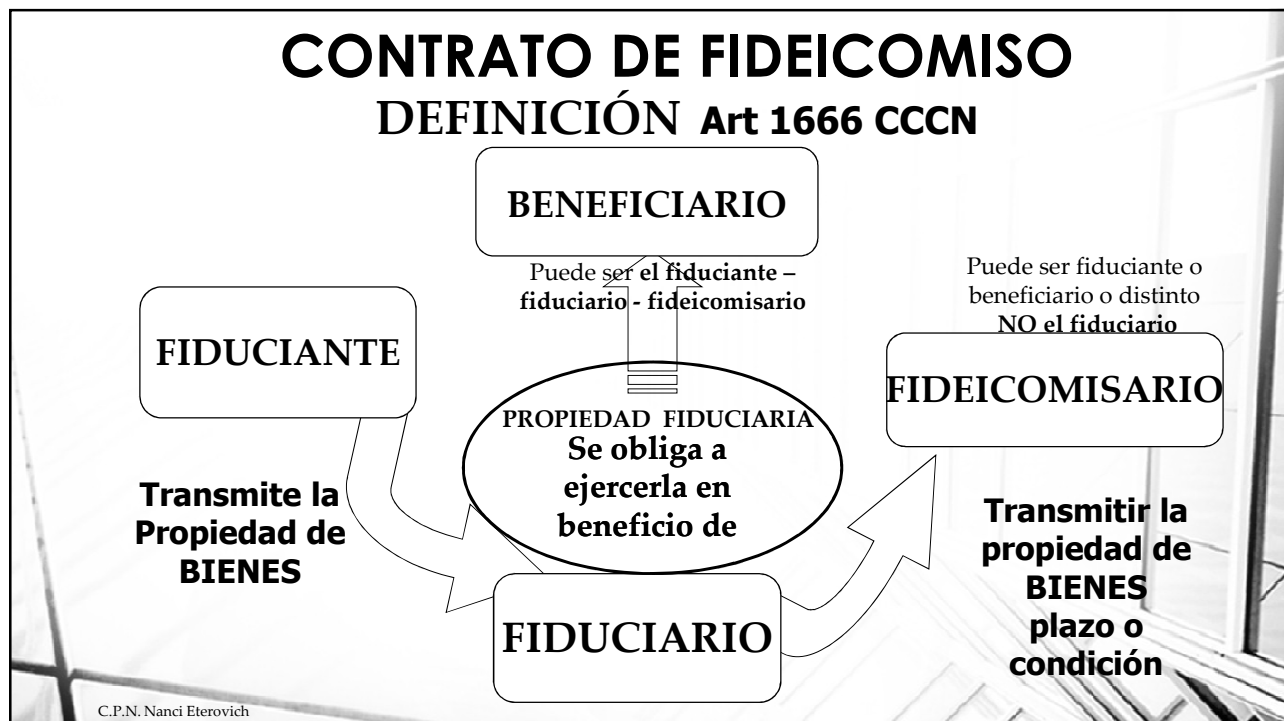 CONTRATO DE FIDEICOMISO
DEFINICIÓN Art 1666 CCCN
BENEFICIARIO
Puede ser el fiduciante –
fiduciario - fideicomisario
Puede ser fiduciante o
beneficiario o distinto
NO el fiduciario
FIDUCIANTE
FIDEICOMISARIO
PROPIEDAD FIDUCIARIA
Se obliga a
ejercerla en
beneficio de
Transmite la
Propiedad de
BIENES
Transmitir la
propiedad de
BIENES
plazo o
condición
FIDUCIARIO
C.P.N. Nanci Eterovich